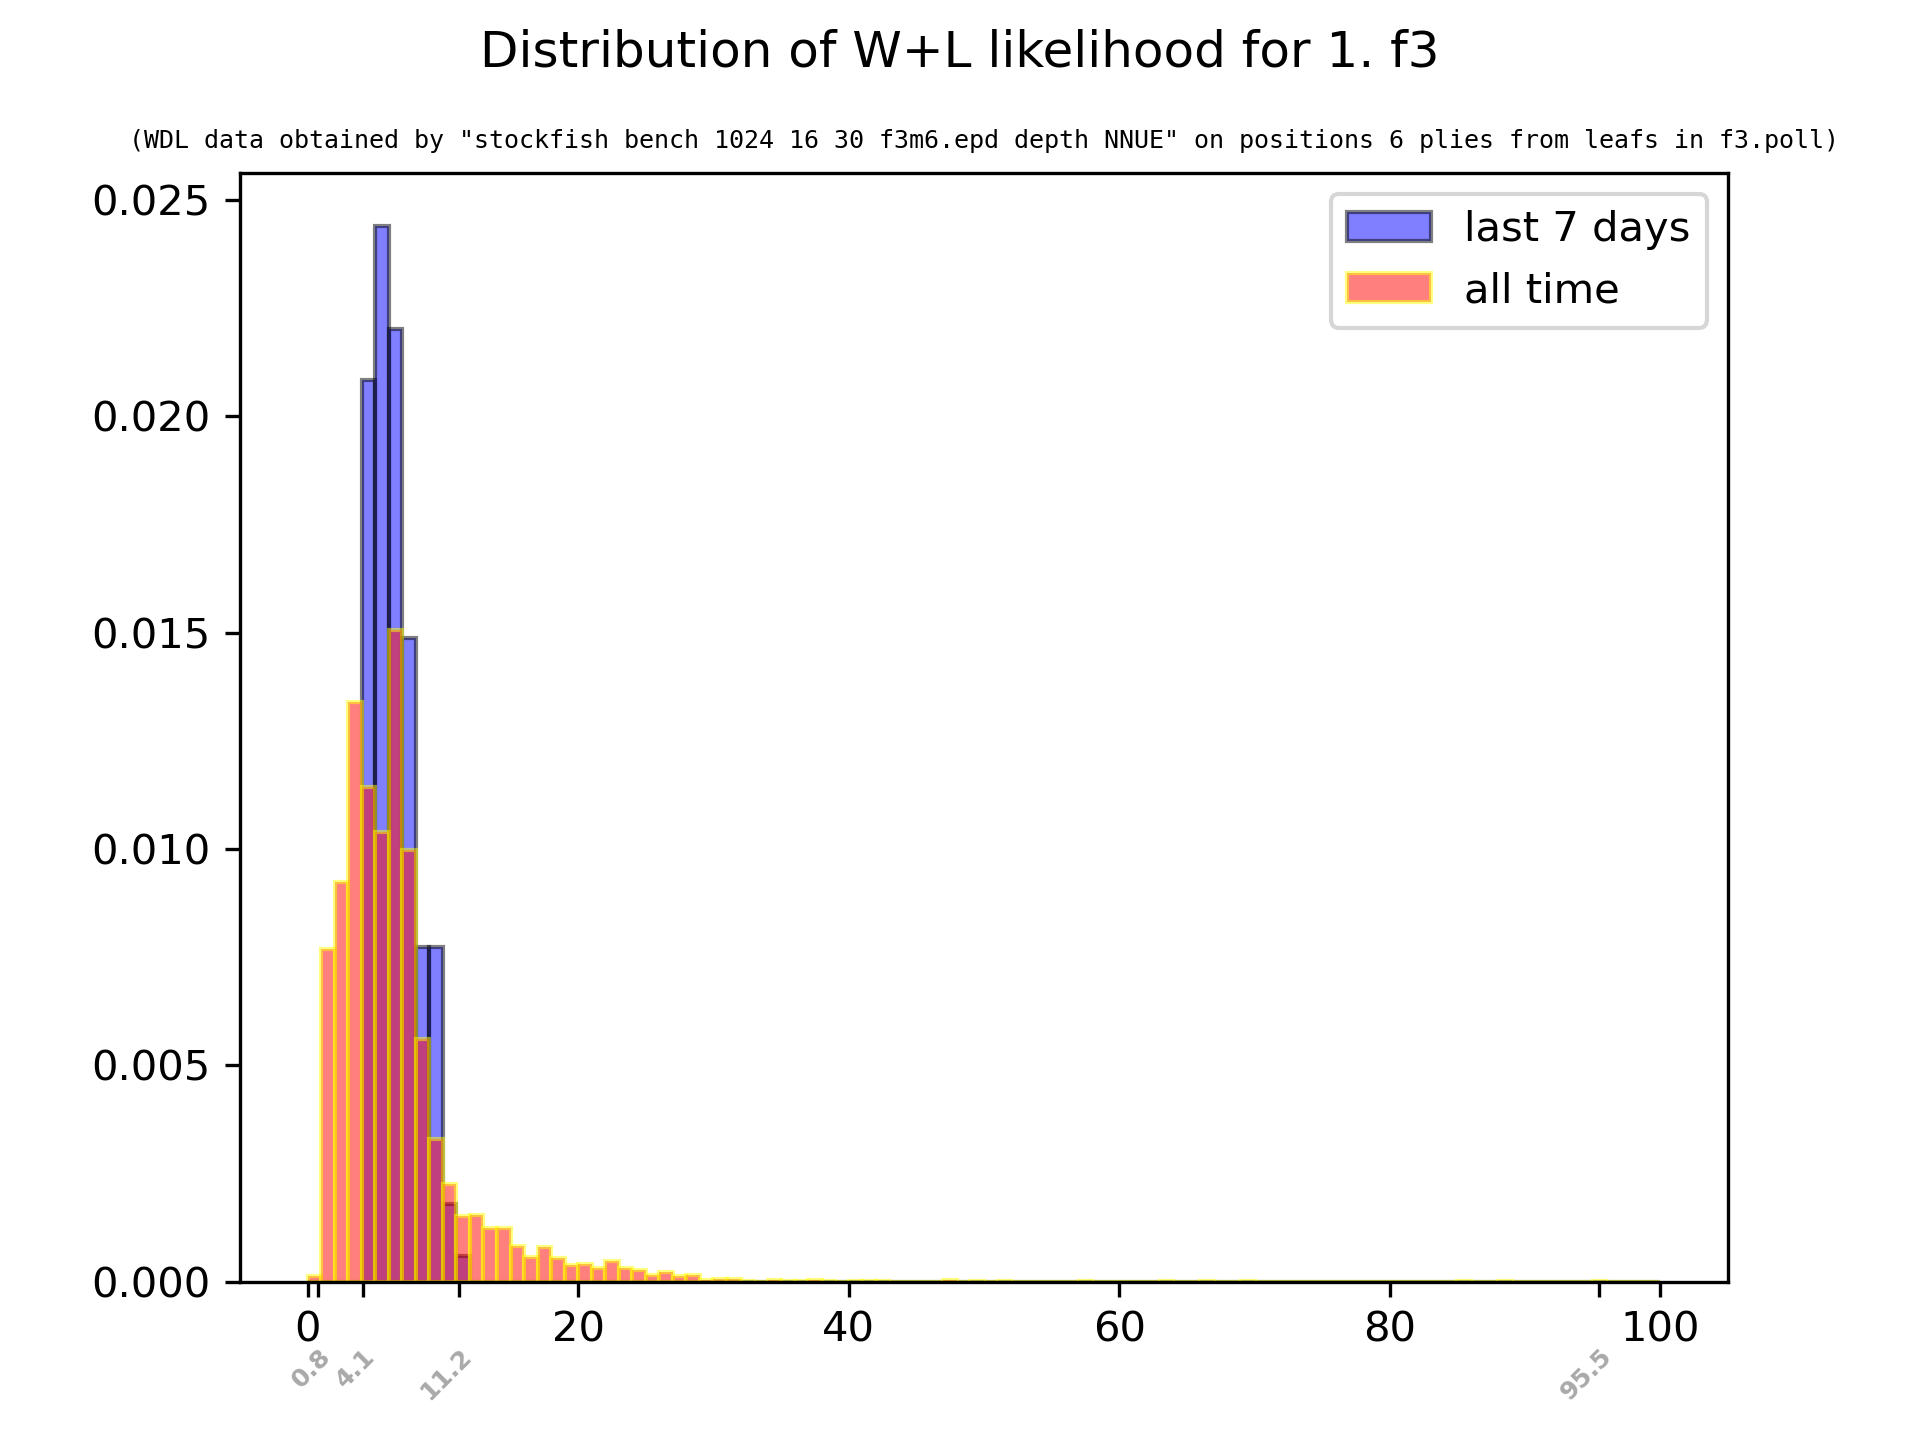 Distribution of W+L likelihood for 1. f3
(WDL data obtained by "stockfish bench 1024 16 30 f3m6.epd depth NNUE" on positions 6 plies from leafs in f3.poll)
last 7 days
all time
0.025
0.020
0.015
0.010
0.005
0.000
0 20 40 60 80 100
0.8 4.1 11.2 95.5